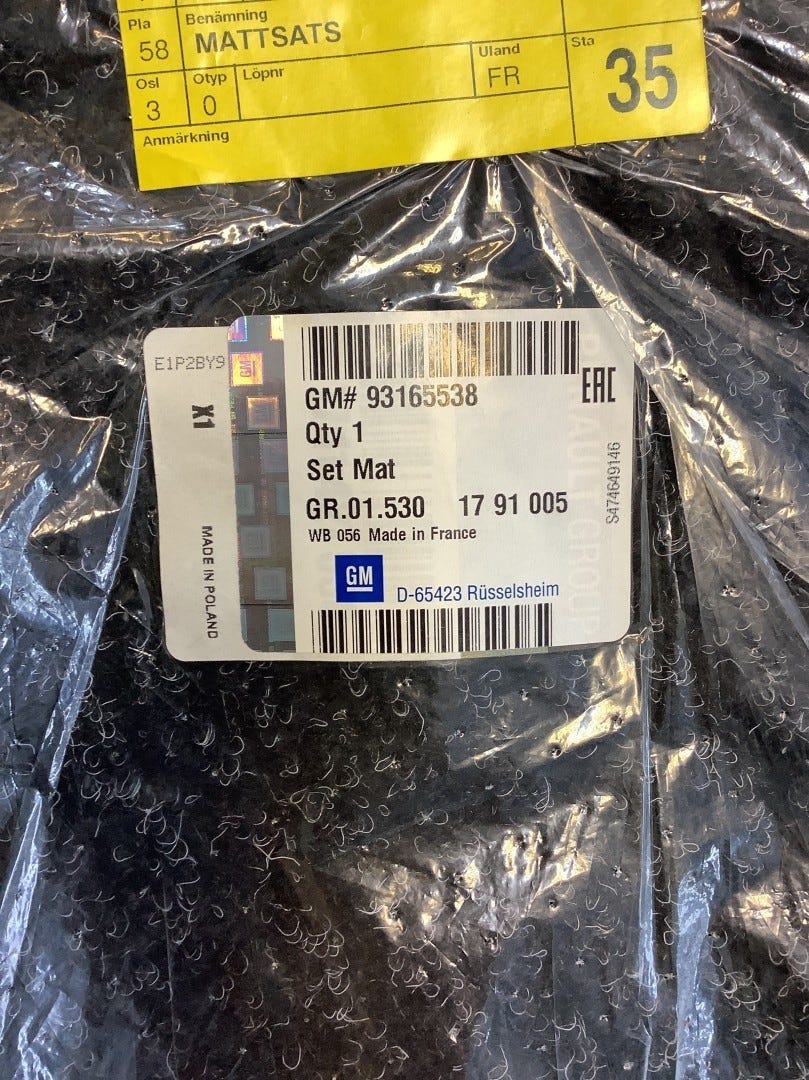 Pla
Benämning
58
MATTSATS
Osl
Otyp
Löpnr
Uland
Sta
3
0
FR
35
Anmärkning
E1P2BY9
X1
MADE IN POLAND
GM# 93165538
EAC
Qty 1
Set Mat
GR.01.530 17 91 005
WB 056 Made in France
GM
D-65423 Rüsselsheim
S474649146